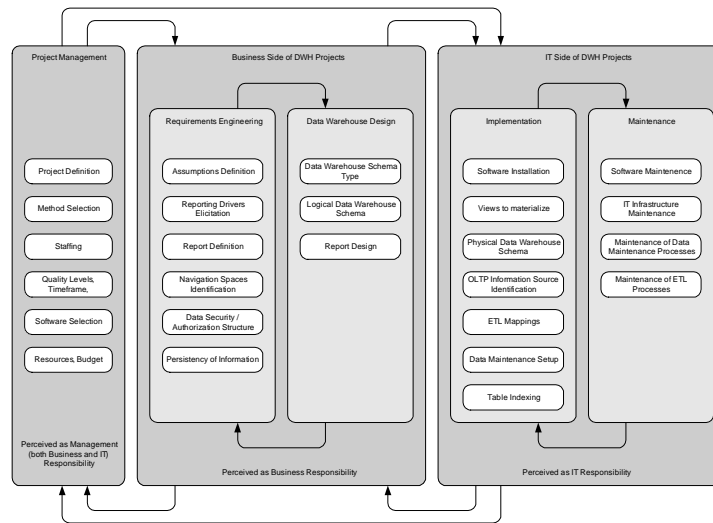 Project Management
Project Definition
Method Selection
Staffing
Quality Levels,
Timeframe,
Software Selection
Resources, Budget
Perceived as Management
(both Business and IT)
Responsibility
Business Side of DWH Projects
Requirements Engineering
Assumptions Definition
Reporting Drivers
Elicitation
Report Definition
Navigation Spaces
Identification
Data Security /
Authorization Structure
Persistency of Information
Data Warehouse Design
Data Warehouse Schema
Type
Logical Data Warehouse
Schema
Report Design
Perceived as Business Responsibility
IT Side of DWH Projects
Implementation
Software Installation
Views to materialize
Physical Data Warehouse
Schema
OLTP Information Source
Identification
ETL Mappings
Data Maintenance Setup
Table Indexing
Maintenance
Software Maintenence
IT Infrastructure
Maintenance
Maintenance of Data
Maintenance Processes
Maintenance of ETL
Processes
Perceived as IT Responsibility